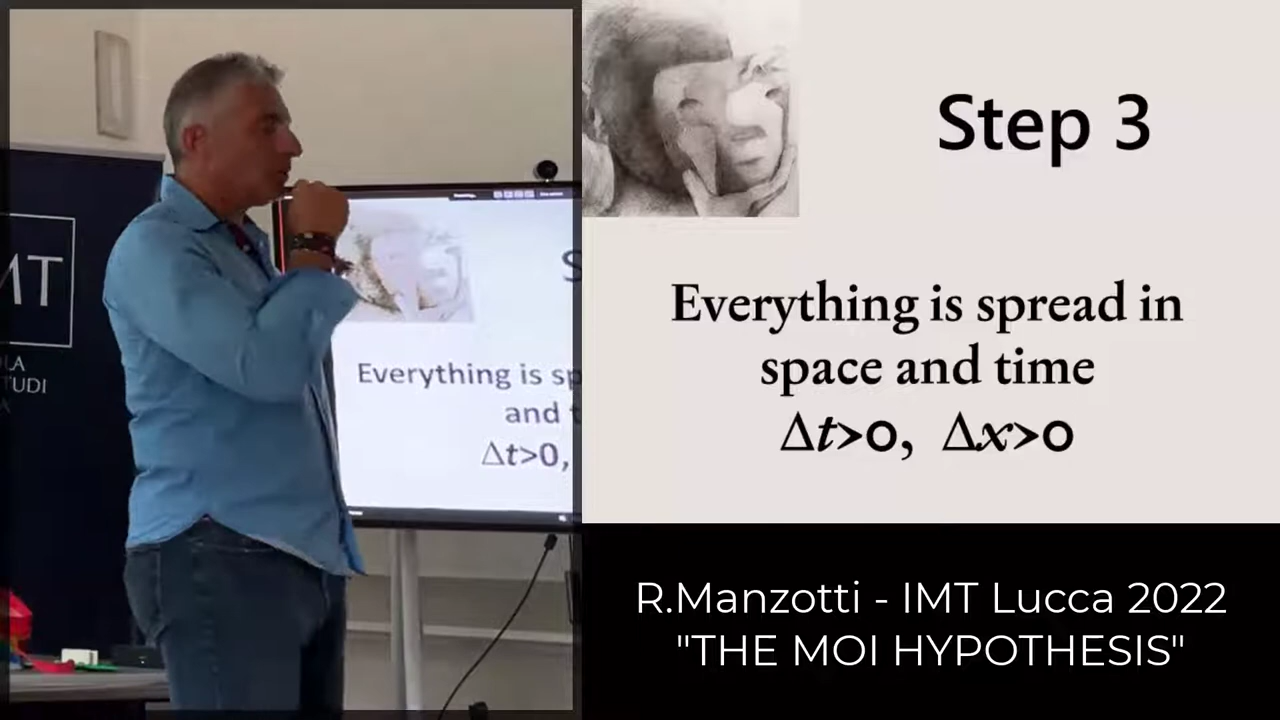 MT
LA
TUDI
A
Everything is sp
and t
Δt>0,
Step 3
Everything is spread in
space and time
Δt>0, Δx>0
R.Manzotti - IMT Lucca 2022
"THE MOI HYPOTHESIS"